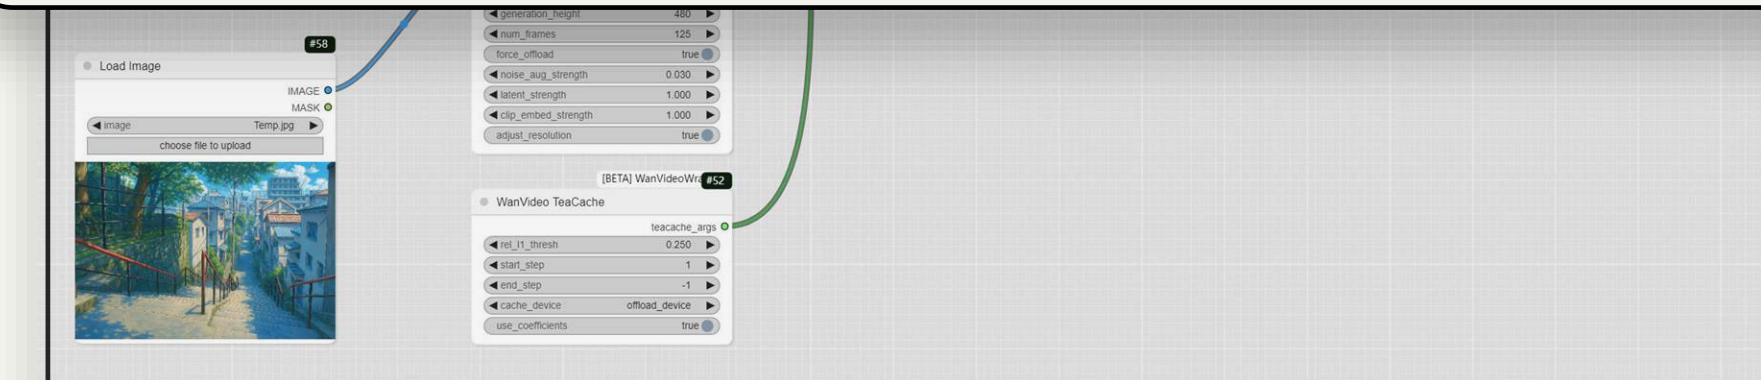 #58
Load Image
IMAGE
MASK
image Temp.jpg
choose file to upload
generation_height 480
num_frames 125
force_offload true
noise_aug_strength 0.030
latent_strength 1.000
clip_embed_strength 1.000
adjust_resolution true
[BETA] WanVideoWra #52
WanVideo TeaCache
teacache_args
rel_l1_thresh 0.250
start_step 1
end_step -1
cache_device offload_device
use_coefficients true